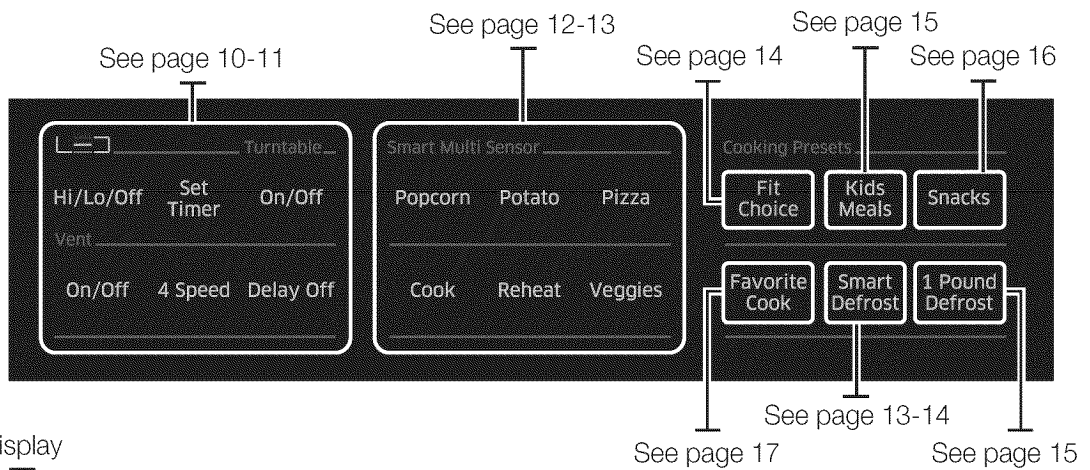 See page 12-13
See page 15
See page 10-11
See page 14
See page 16
LED
Turntable
Smart Multi Sensor
Cooking Presets
Hi/Lo/Off
Set
Timer
On/Off
Popcorn
Potato
Pizza
Fit
Choice
Kids
Meals
Snacks
Vent
On/Off
4 Speed
Delay Off
Cook
Reheat
Veggies
Favorite
Cook
Smart
Defrost
1 Pound
Defrost
See page 13-14
See page 17
See page 15